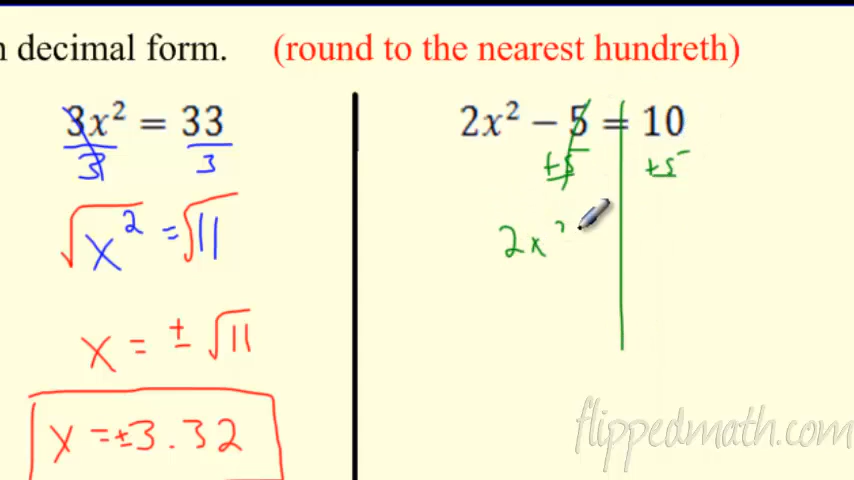 decimal form. (round to the nearest hundreth)
3x² = 33
3 3
√x² = √11
x = ± √11
x = ±3.32
2x² − 5 = 10
+5 +5
2x²
flippedmath.com